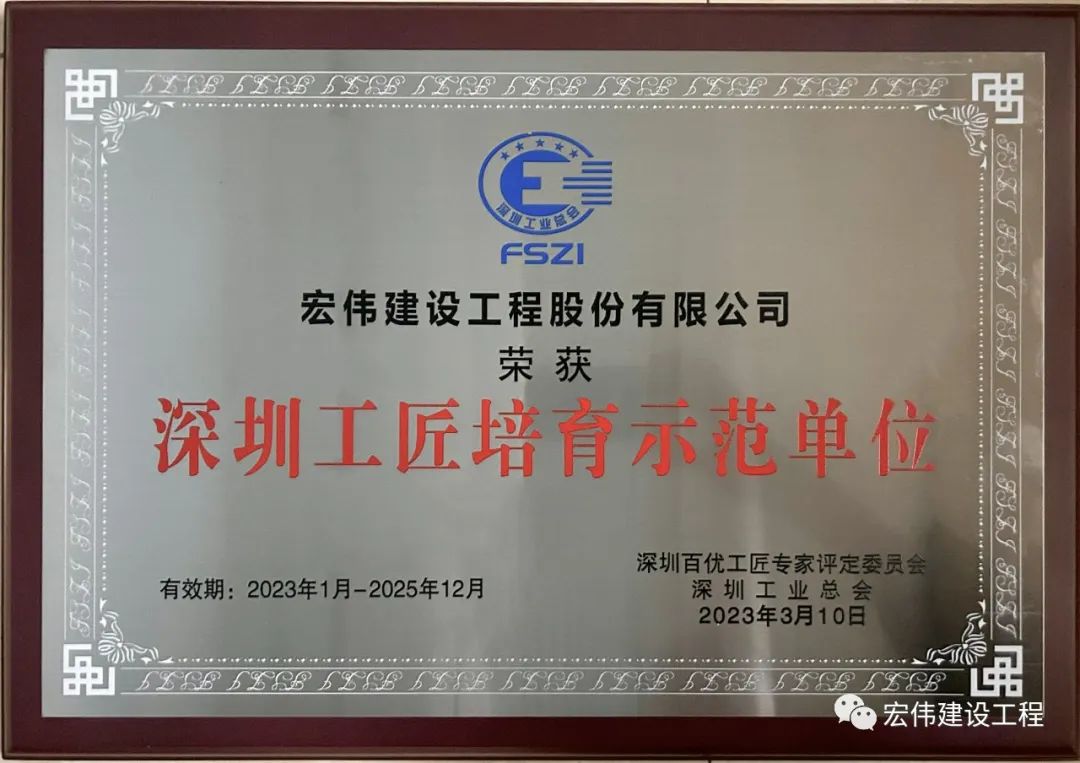 深圳工业总会
FSZI
宏伟建设工程股份有限公司
荣获
深圳工匠培育示范单位
深圳百优工匠专家评定委员会
有效期：2023年1月-2025年12月
深圳工业总会
2023年3月10日
宏伟建设工程